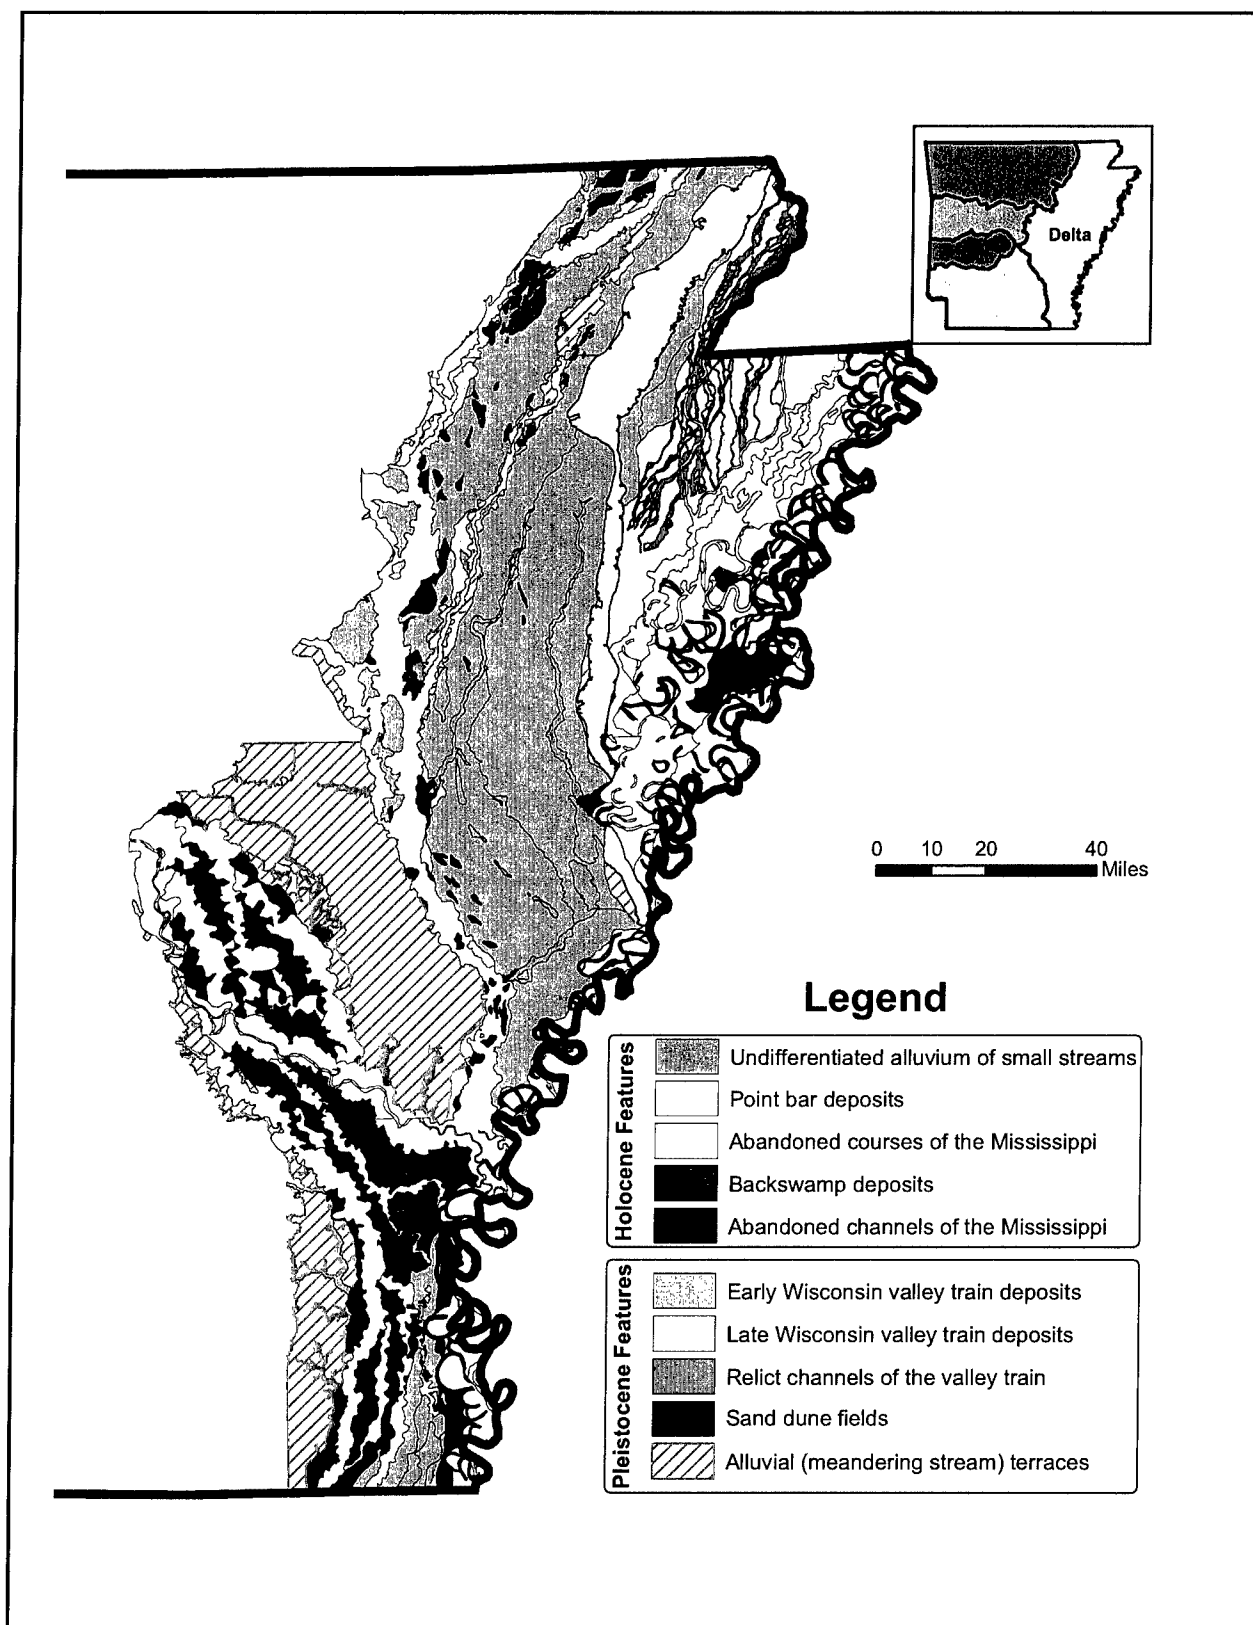 Delta
0 10 20 40
Miles
Legend
Holocene Features
Undifferentiated alluvium of small streams
Point bar deposits
Abandoned courses of the Mississippi
Backswamp deposits
Abandoned channels of the Mississippi
Pleistocene Features
Early Wisconsin valley train deposits
Late Wisconsin valley train deposits
Relict channels of the valley train
Sand dune fields
Alluvial (meandering stream) terraces